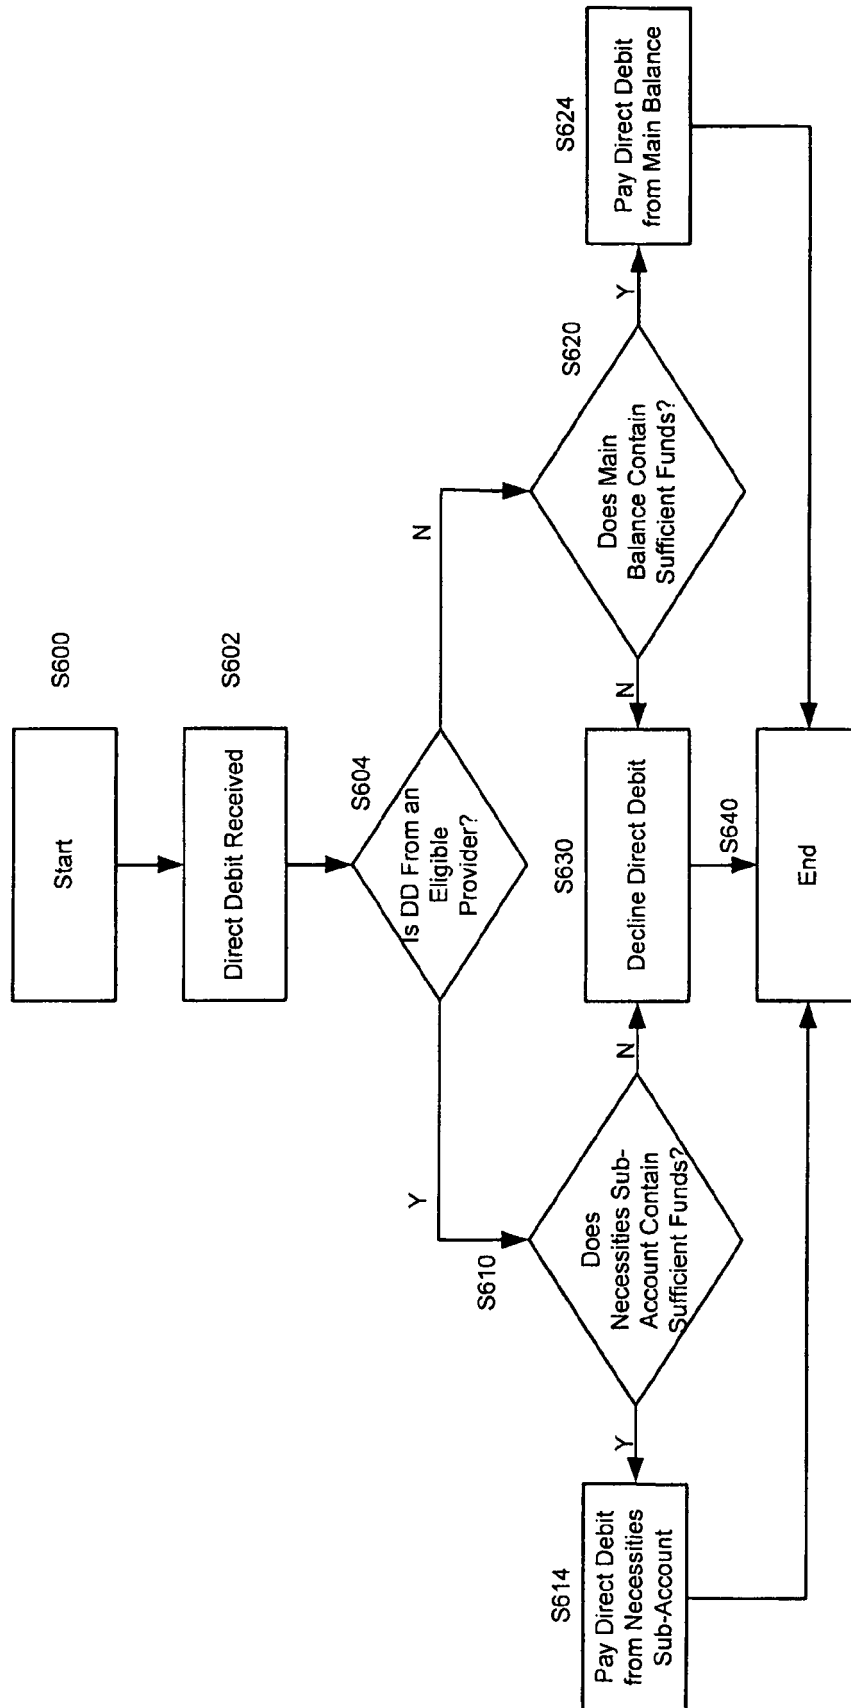 S600
Start
S602
Direct Debit Received
S604
Is DD From an
Eligible
Provider?
Y
N
S610
Does
Necessities Sub-
Account Contain
Sufficient Funds?
S620
Does Main
Balance Contain
Sufficient Funds?
Y
N
N
Y
S614
Pay Direct Debit
from Necessities
Sub-Account
S630
Decline Direct Debit
S624
Pay Direct Debit
from Main Balance
S640
End